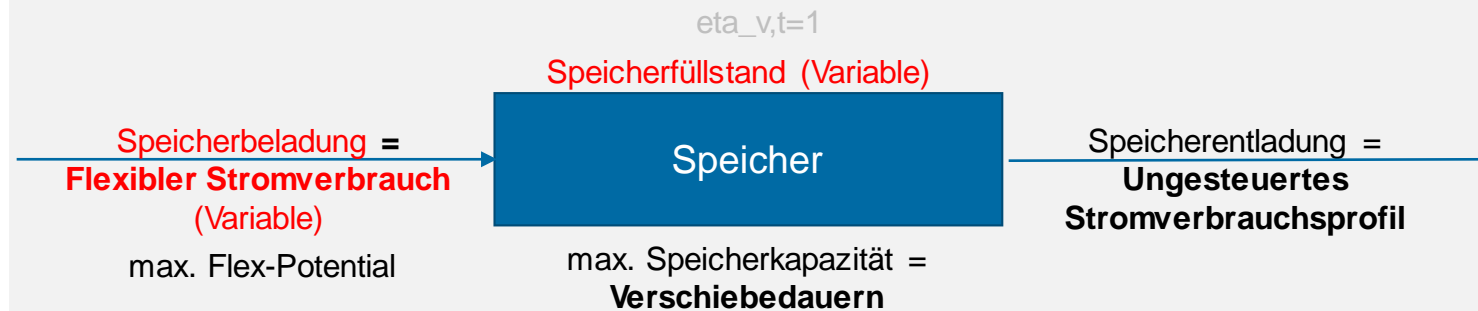 eta_v,t=1
Speicherfüllstand (Variable)
Speicherbeladung =
Flexibler Stromverbrauch
(Variable)
max. Flex-Potential
Speicher
max. Speicherkapazität =
Verschiebedauern
Speicherentladung =
Ungesteuertes
Stromverbrauchsprofil